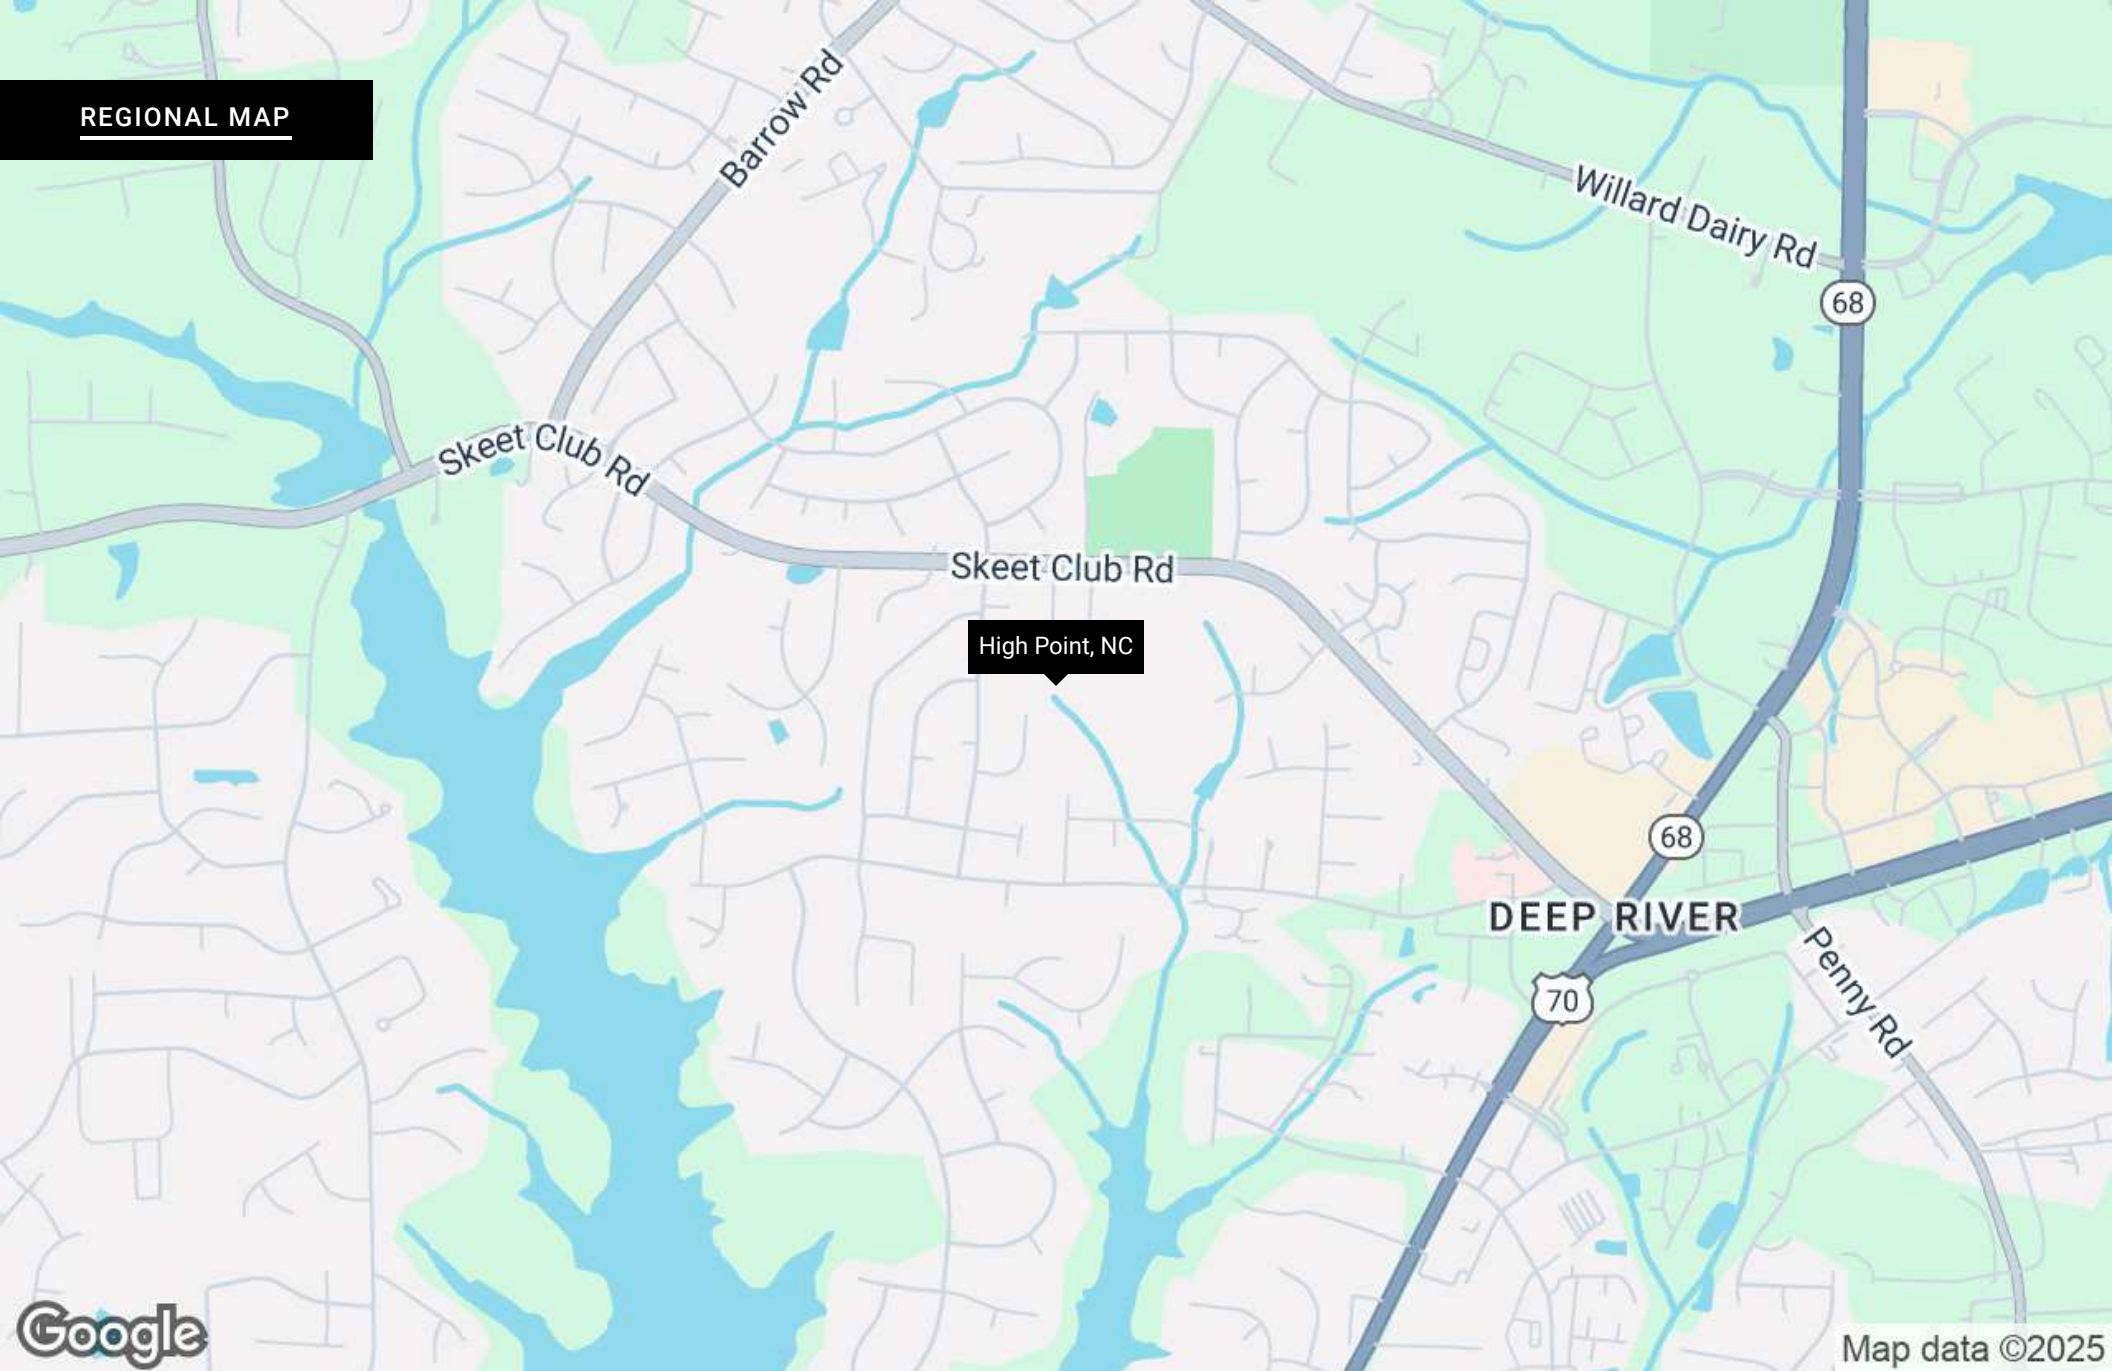 REGIONAL MAP
Barrow Rd
Willard Dairy Rd
68
Skeet Club Rd
Skeet Club Rd
High Point, NC
68
DEEP RIVER
70
Penny Rd
Google
Map data ©2025